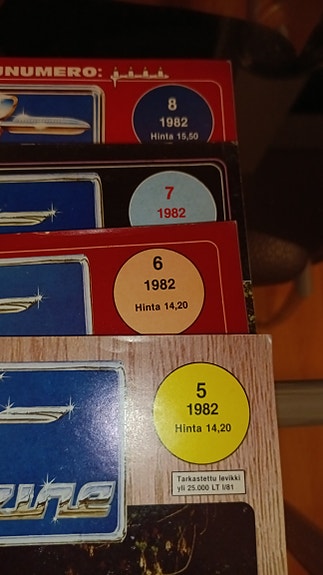 UNUMERO:
8
1982
Hinta 15,50
7
1982
6
1982
Hinta 14,20
5
1982
Hinta 14,20
Tarkastettu levikki
yli 25.000 LT I/81